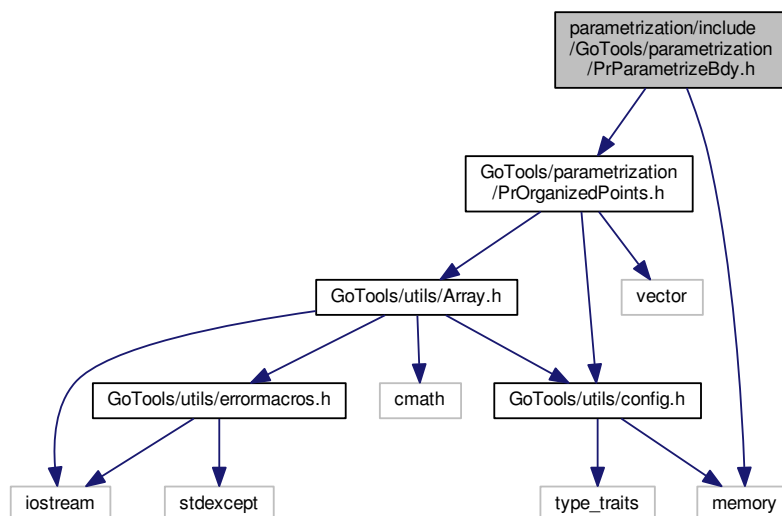 parametrization/include
/GoTools/parametrization
/PrParametrizeBdy.h
GoTools/parametrization
/PrOrganizedPoints.h
GoTools/utils/Array.h
vector
GoTools/utils/errormacros.h
cmath
GoTools/utils/config.h
iostream
stdexcept
type_traits
memory